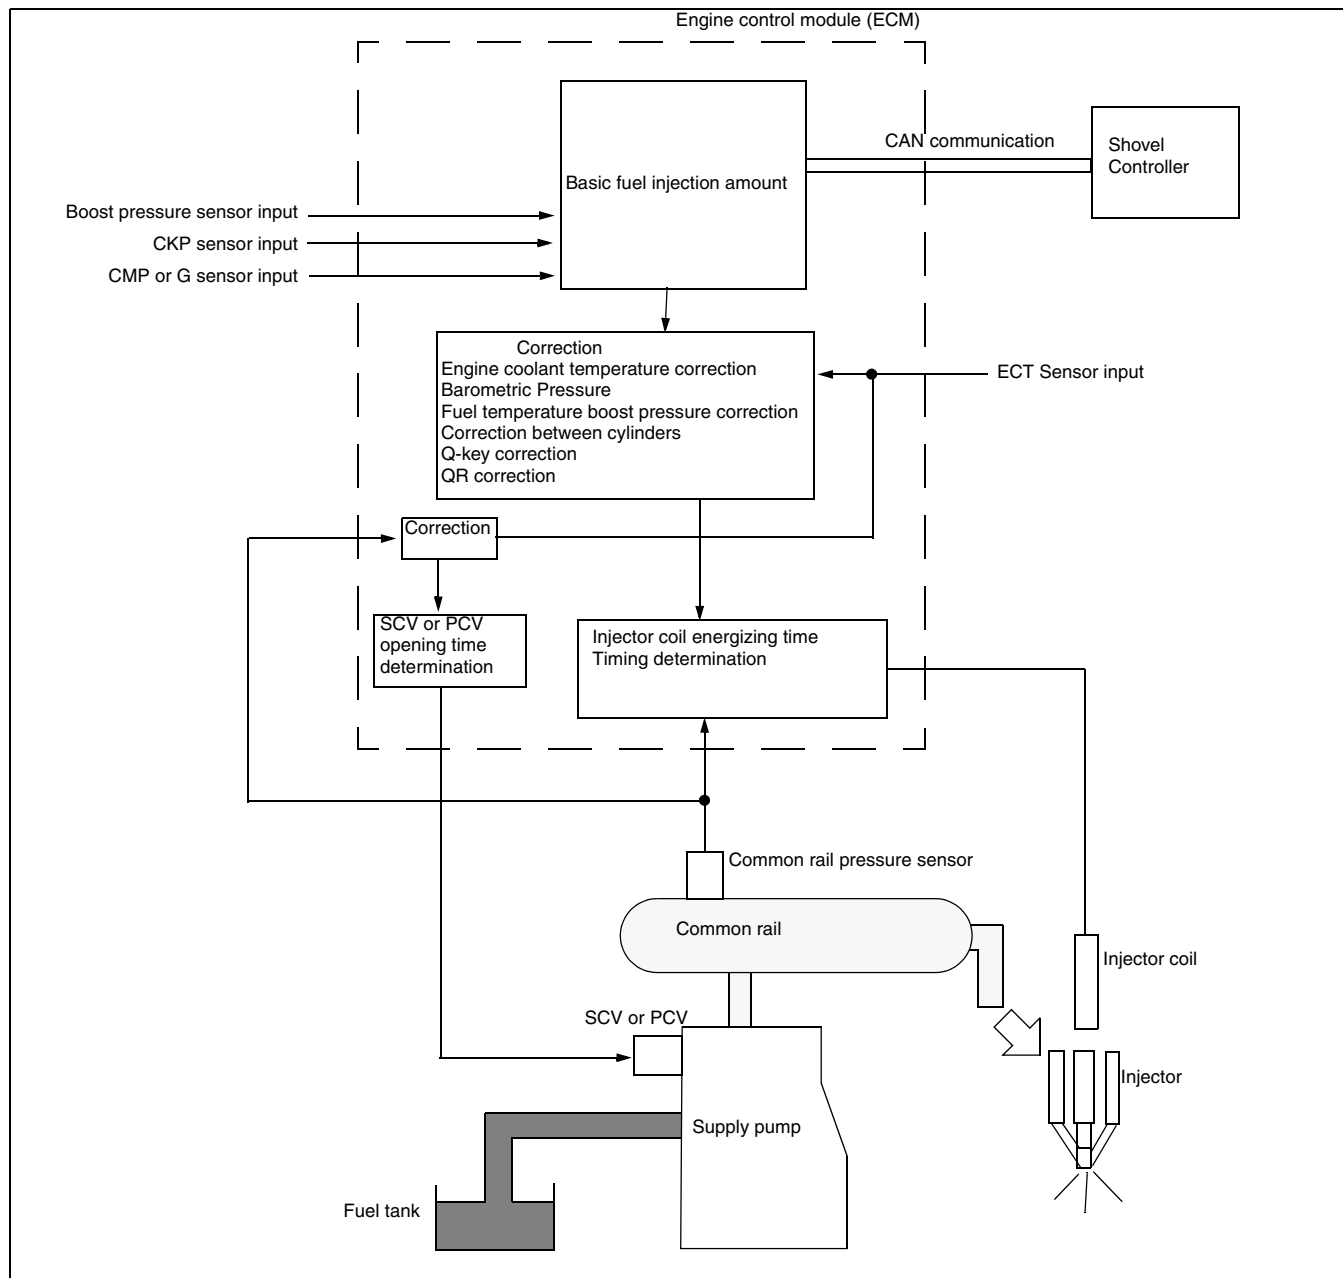 Engine control module (ECM)
CAN communication
Shovel
Controller
Basic fuel injection amount
Boost pressure sensor input
CKP sensor input
CMP or G sensor input
Correction
Engine coolant temperature correction
Barometric Pressure
Fuel temperature boost pressure correction
Correction between cylinders
Q-key correction
QR correction
ECT Sensor input
Correction
SCV or PCV
opening time
determination
Injector coil energizing time
Timing determination
Common rail pressure sensor
Common rail
Injector coil
SCV or PCV
Injector
Supply pump
Fuel tank